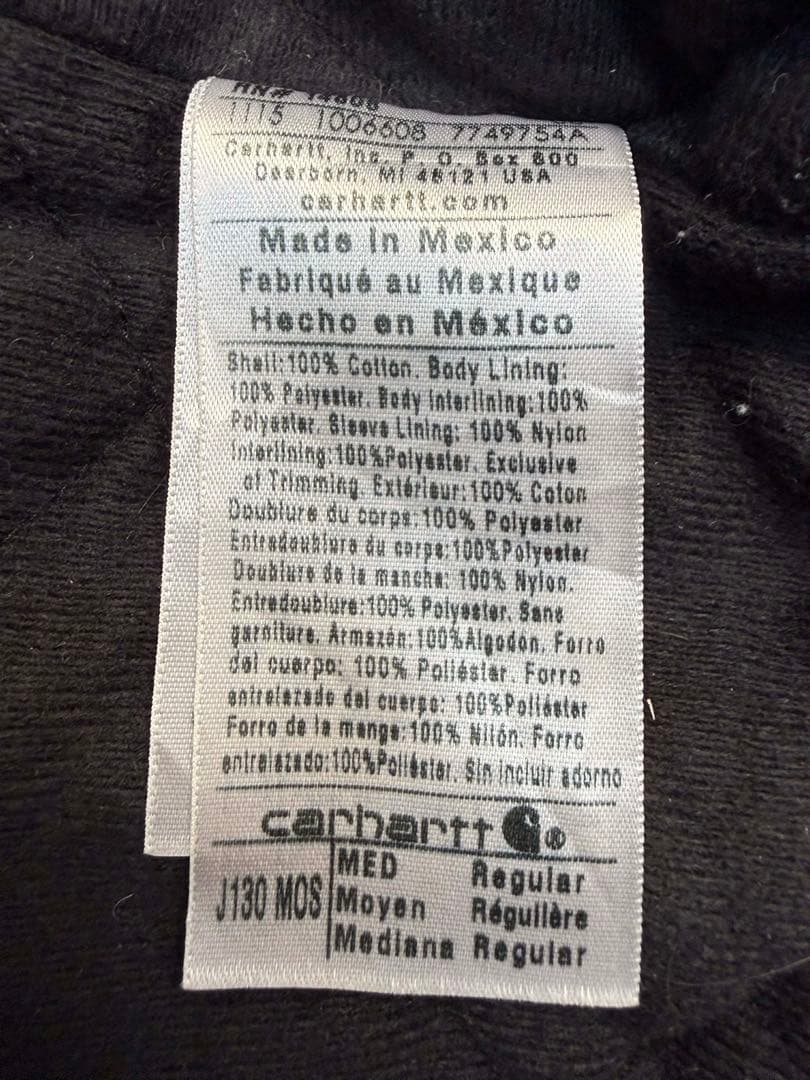 1115 1006608 7749754A
Carhartt, Inc. P. O. Box 600
Dearborn, MI 48121 USA
carhartt.com
Made in Mexico
Fabriqué au Mexique
Hecho en México
Shell:100% Cotton. Body Lining:
100% Polyester. Body Interlining:100%
Polyester. Sleeve Lining: 100% Nylon
Interlining:100%Polyester. Exclusive
of Trimming. Extérieur:100% Coton
Doublure du corps:100% Polyester
Entredoublure du corps:100%Polyester
Doublure de la manche: 100% Nylon.
Entredoublure:100% Polyester. Sans
garniture. Armazón:100%Algodon. Forro
del cuerpo: 100% Poliéster. Forro
entrelazado del cuerpo: 100%Poliéster
Forro de la manga:100% Nilón. Forro
entrelazado:100%Poliéster. Sin incluir adorno
carhartt ®
J130 MOS
MED Regular
Moyen Régulière
Mediana Regular